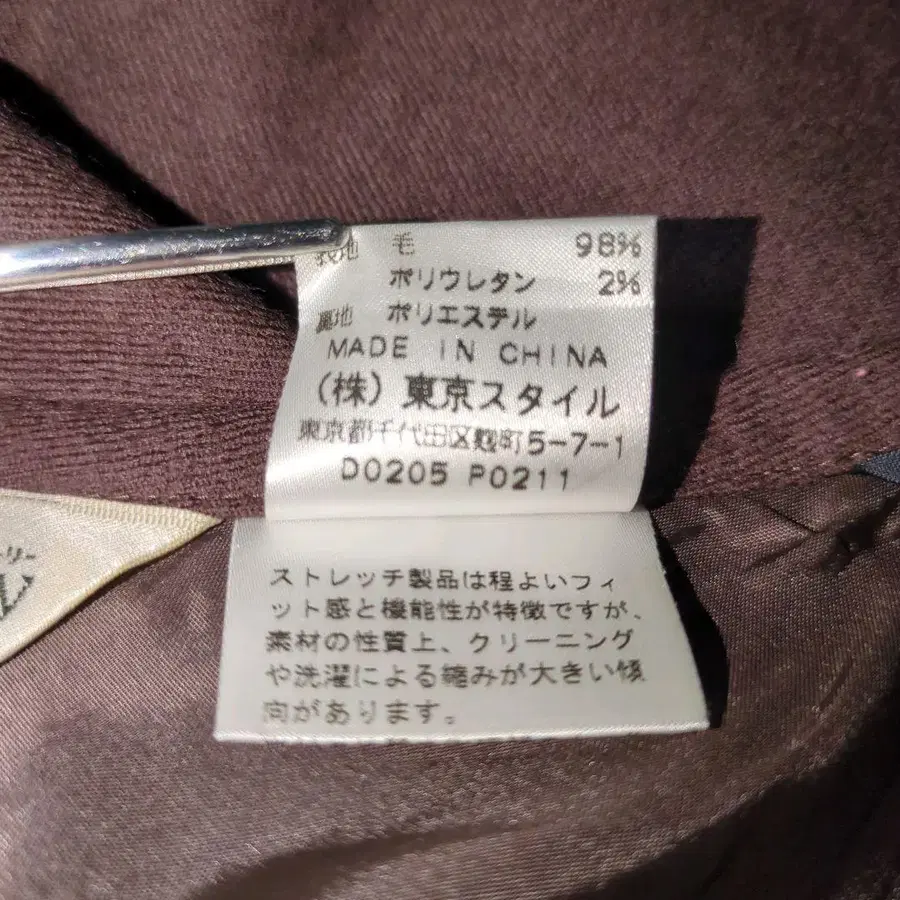 表地 毛 98%
ポリウレタン 2%
裏地 ポリエステル
MADE IN CHINA
(株)東京スタイル
東京都千代田区麹町5-7-1
D0205 P0211
ーリー
ストレッチ製品は程よいフィ
ット感と機能性が特徴ですが、
素材の性質上、クリーニング
や洗濯による縮みが大きい傾
向があります。